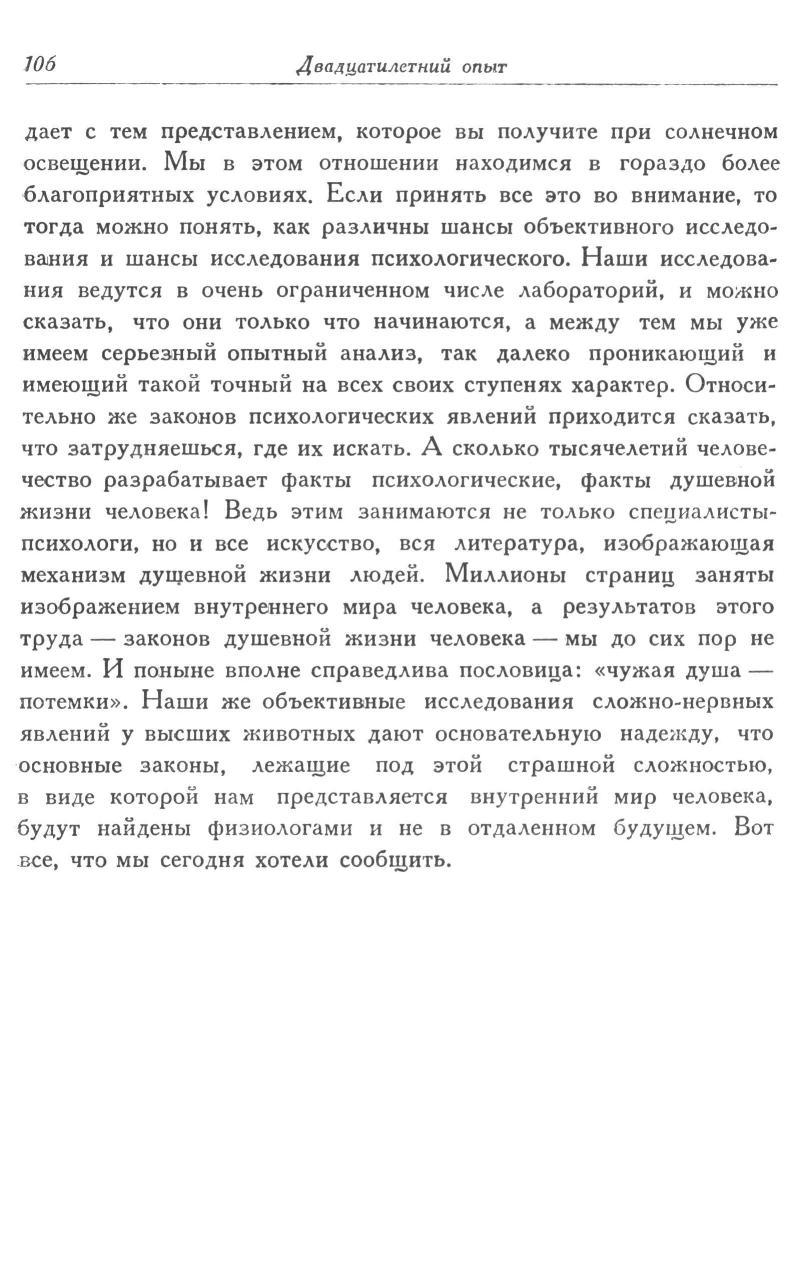 106
Двадцатилетний опыт
дает с тем представлением, которое вы получите при солнечном
освещении. Мы в этом отношении находимся в гораздо более
благоприятных условиях. Если принять все это во внимание, то
тогда можно понять, как различны шансы объективного исследо-
вания и шансы исследования психологического. Наши исследова-
ния ведутся в очень ограниченном числе лабораторий, и можно
сказать, что они только что начинаются, а между тем мы уже
имеем серьезный опытный анализ, так далеко проникающий и
имеющий такой точный на всех своих ступенях характер. Относи-
тельно же законов психологических явлений приходится сказать,
что затрудняешься, где их искать. А сколько тысячелетий челове-
чество разрабатывает факты психологические, факты душевной
жизни человека! Ведь этим занимаются не только специалисты-
психологи, но и все искусство, вся литература, изображающая
механизм душевной жизни людей. Миллионы страниц заняты
изображением внутреннего мира человека, а результатов этого
труда — законов душевной жизни человека — мы до сих пор не
имеем. И поныне вполне справедлива пословица: «чужая душа —
потемки». Наши же объективные исследования сложно-нервных
явлений у высших животных дают основательную надежду, что
основные законы, лежащие под этой страшной сложностью,
в виде которой нам представляется внутренний мир человека,
будут найдены физиологами и не в отдаленном будущем. Вот
все, что мы сегодня хотели сообщить.